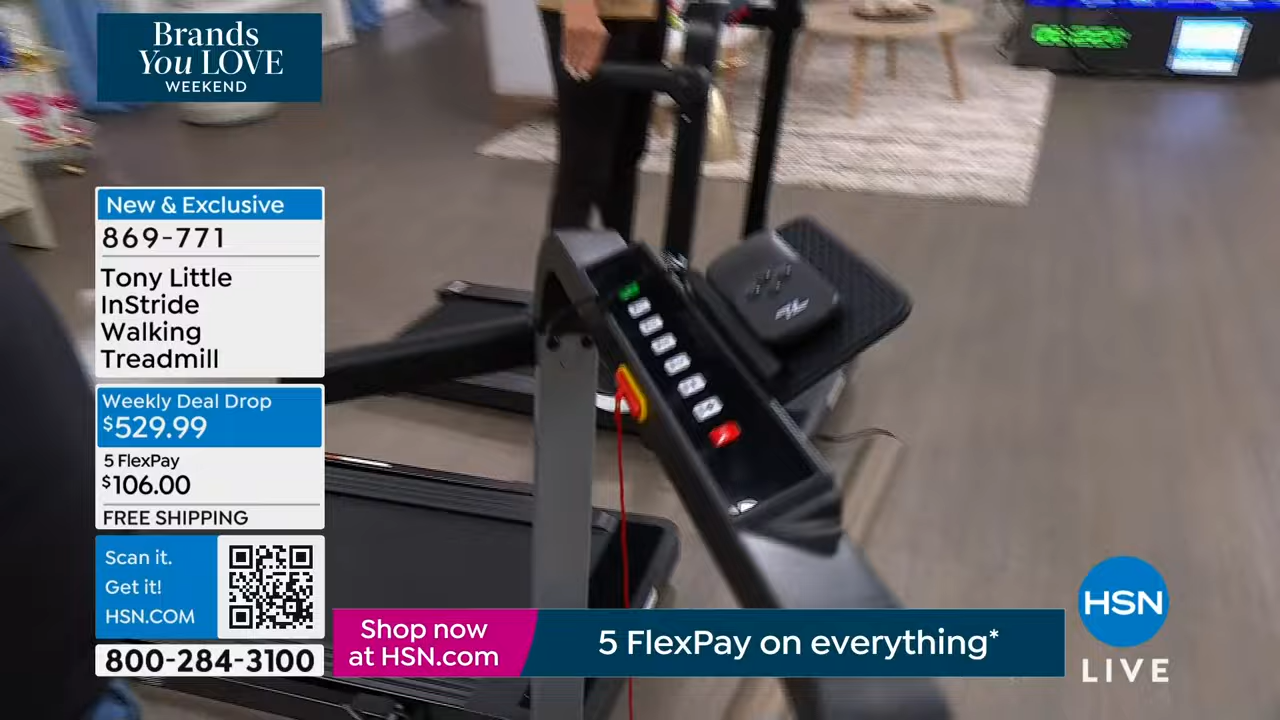 Brands
You LOVE
WEEKEND
New & Exclusive
869-771
Tony Little
InStride
Walking
Treadmill
Weekly Deal Drop
$529.99
5 FlexPay
$106.00
FREE SHIPPING
Scan it.
Get it!
HSN.COM
800-284-3100
Shop now
at HSN.com
5 FlexPay on everything*
HSN
LIVE